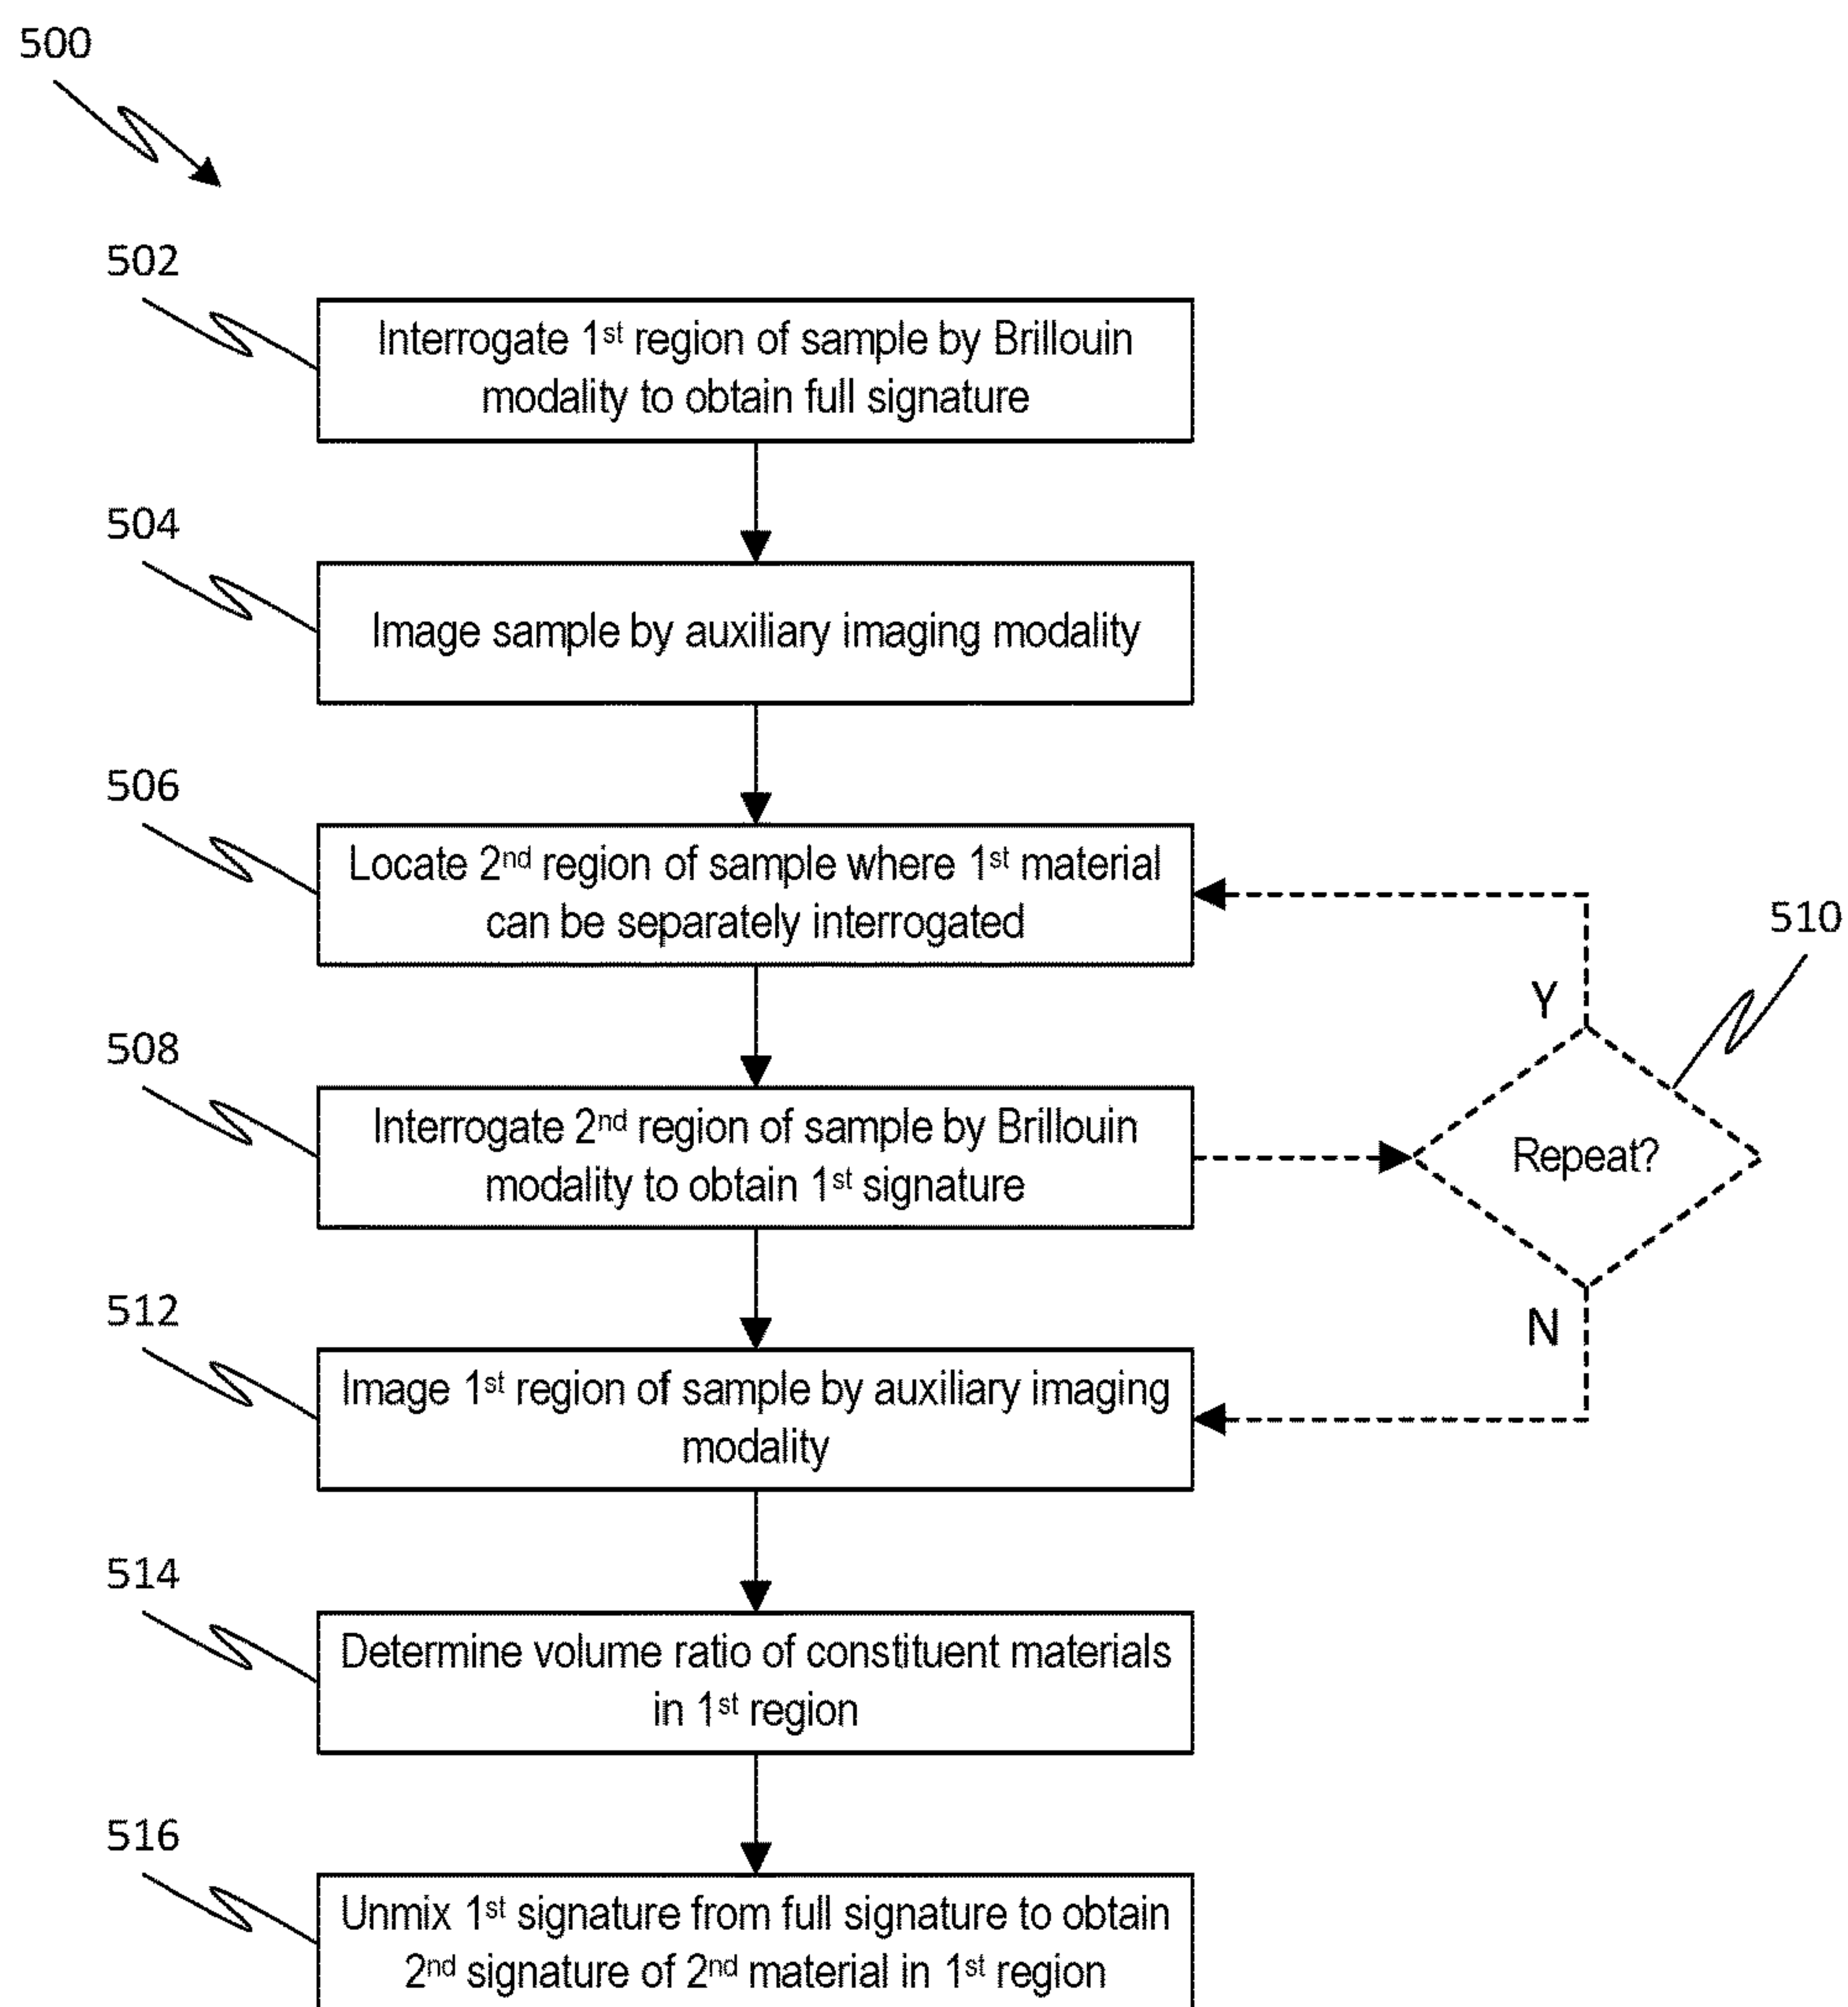 500
502
Interrogate 1st region of sample by Brillouin
modality to obtain full signature
504
Image sample by auxiliary imaging modality
506
Locate 2nd region of sample where 1st material
can be separately interrogated
510
Y
508
Interrogate 2nd region of sample by Brillouin
modality to obtain 1st signature
Repeat?
N
512
Image 1st region of sample by auxiliary imaging
modality
514
Determine volume ratio of constituent materials
in 1st region
516
Unmix 1st signature from full signature to obtain
2nd signature of 2nd material in 1st region